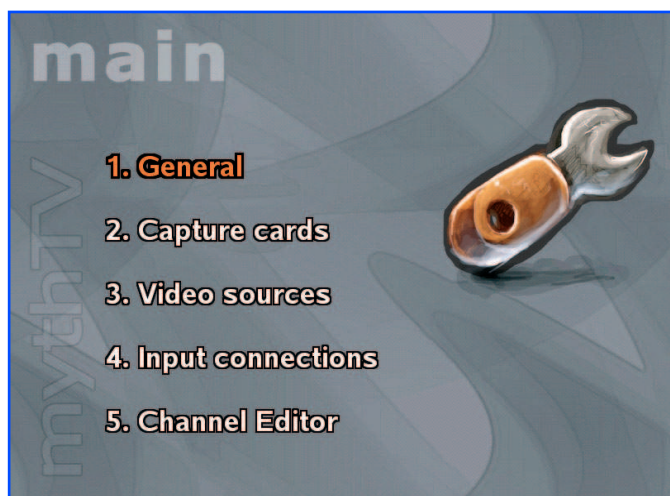 main
mythTV
1. General
2. Capture cards
3. Video sources
4. Input connections
5. Channel Editor